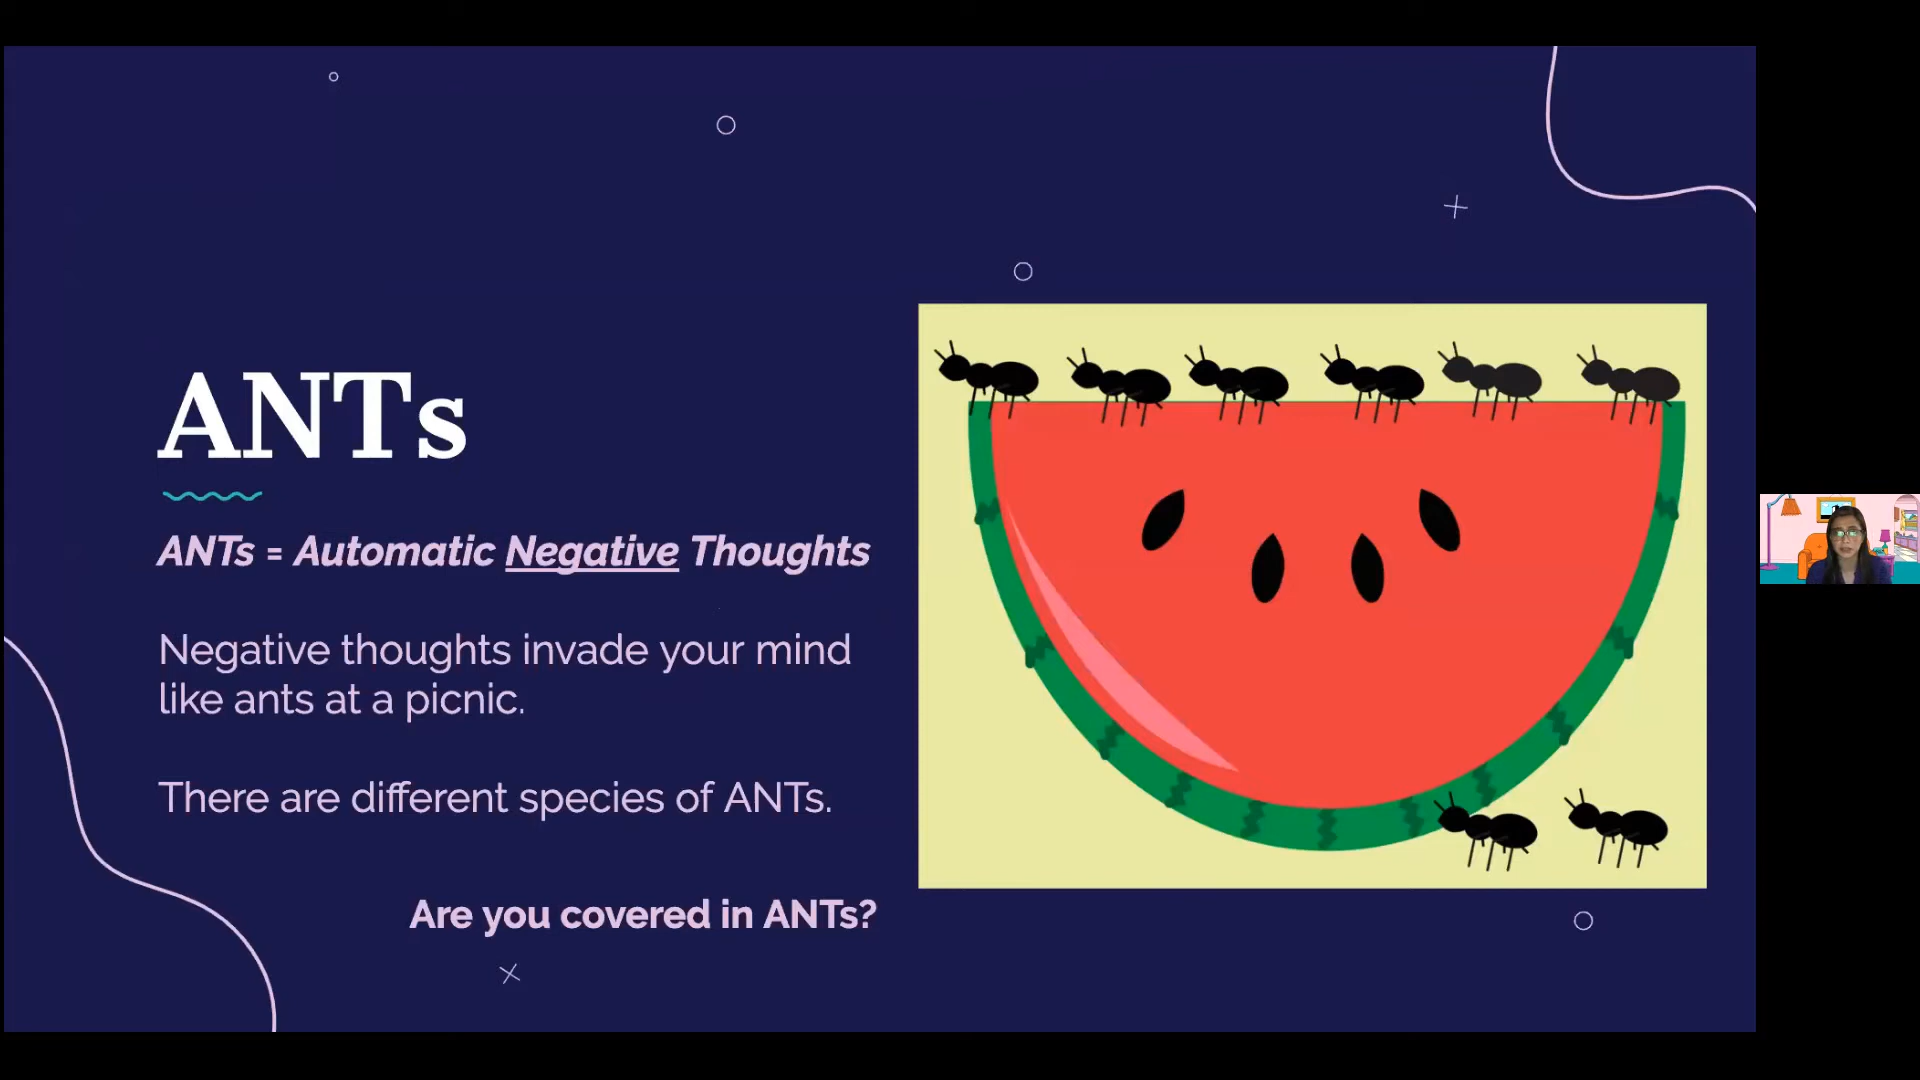 ANTs
ANTs = Automatic Negative Thoughts
Negative thoughts invade your mind
like ants at a picnic.
There are different species of ANTs.
Are you covered in ANTs?